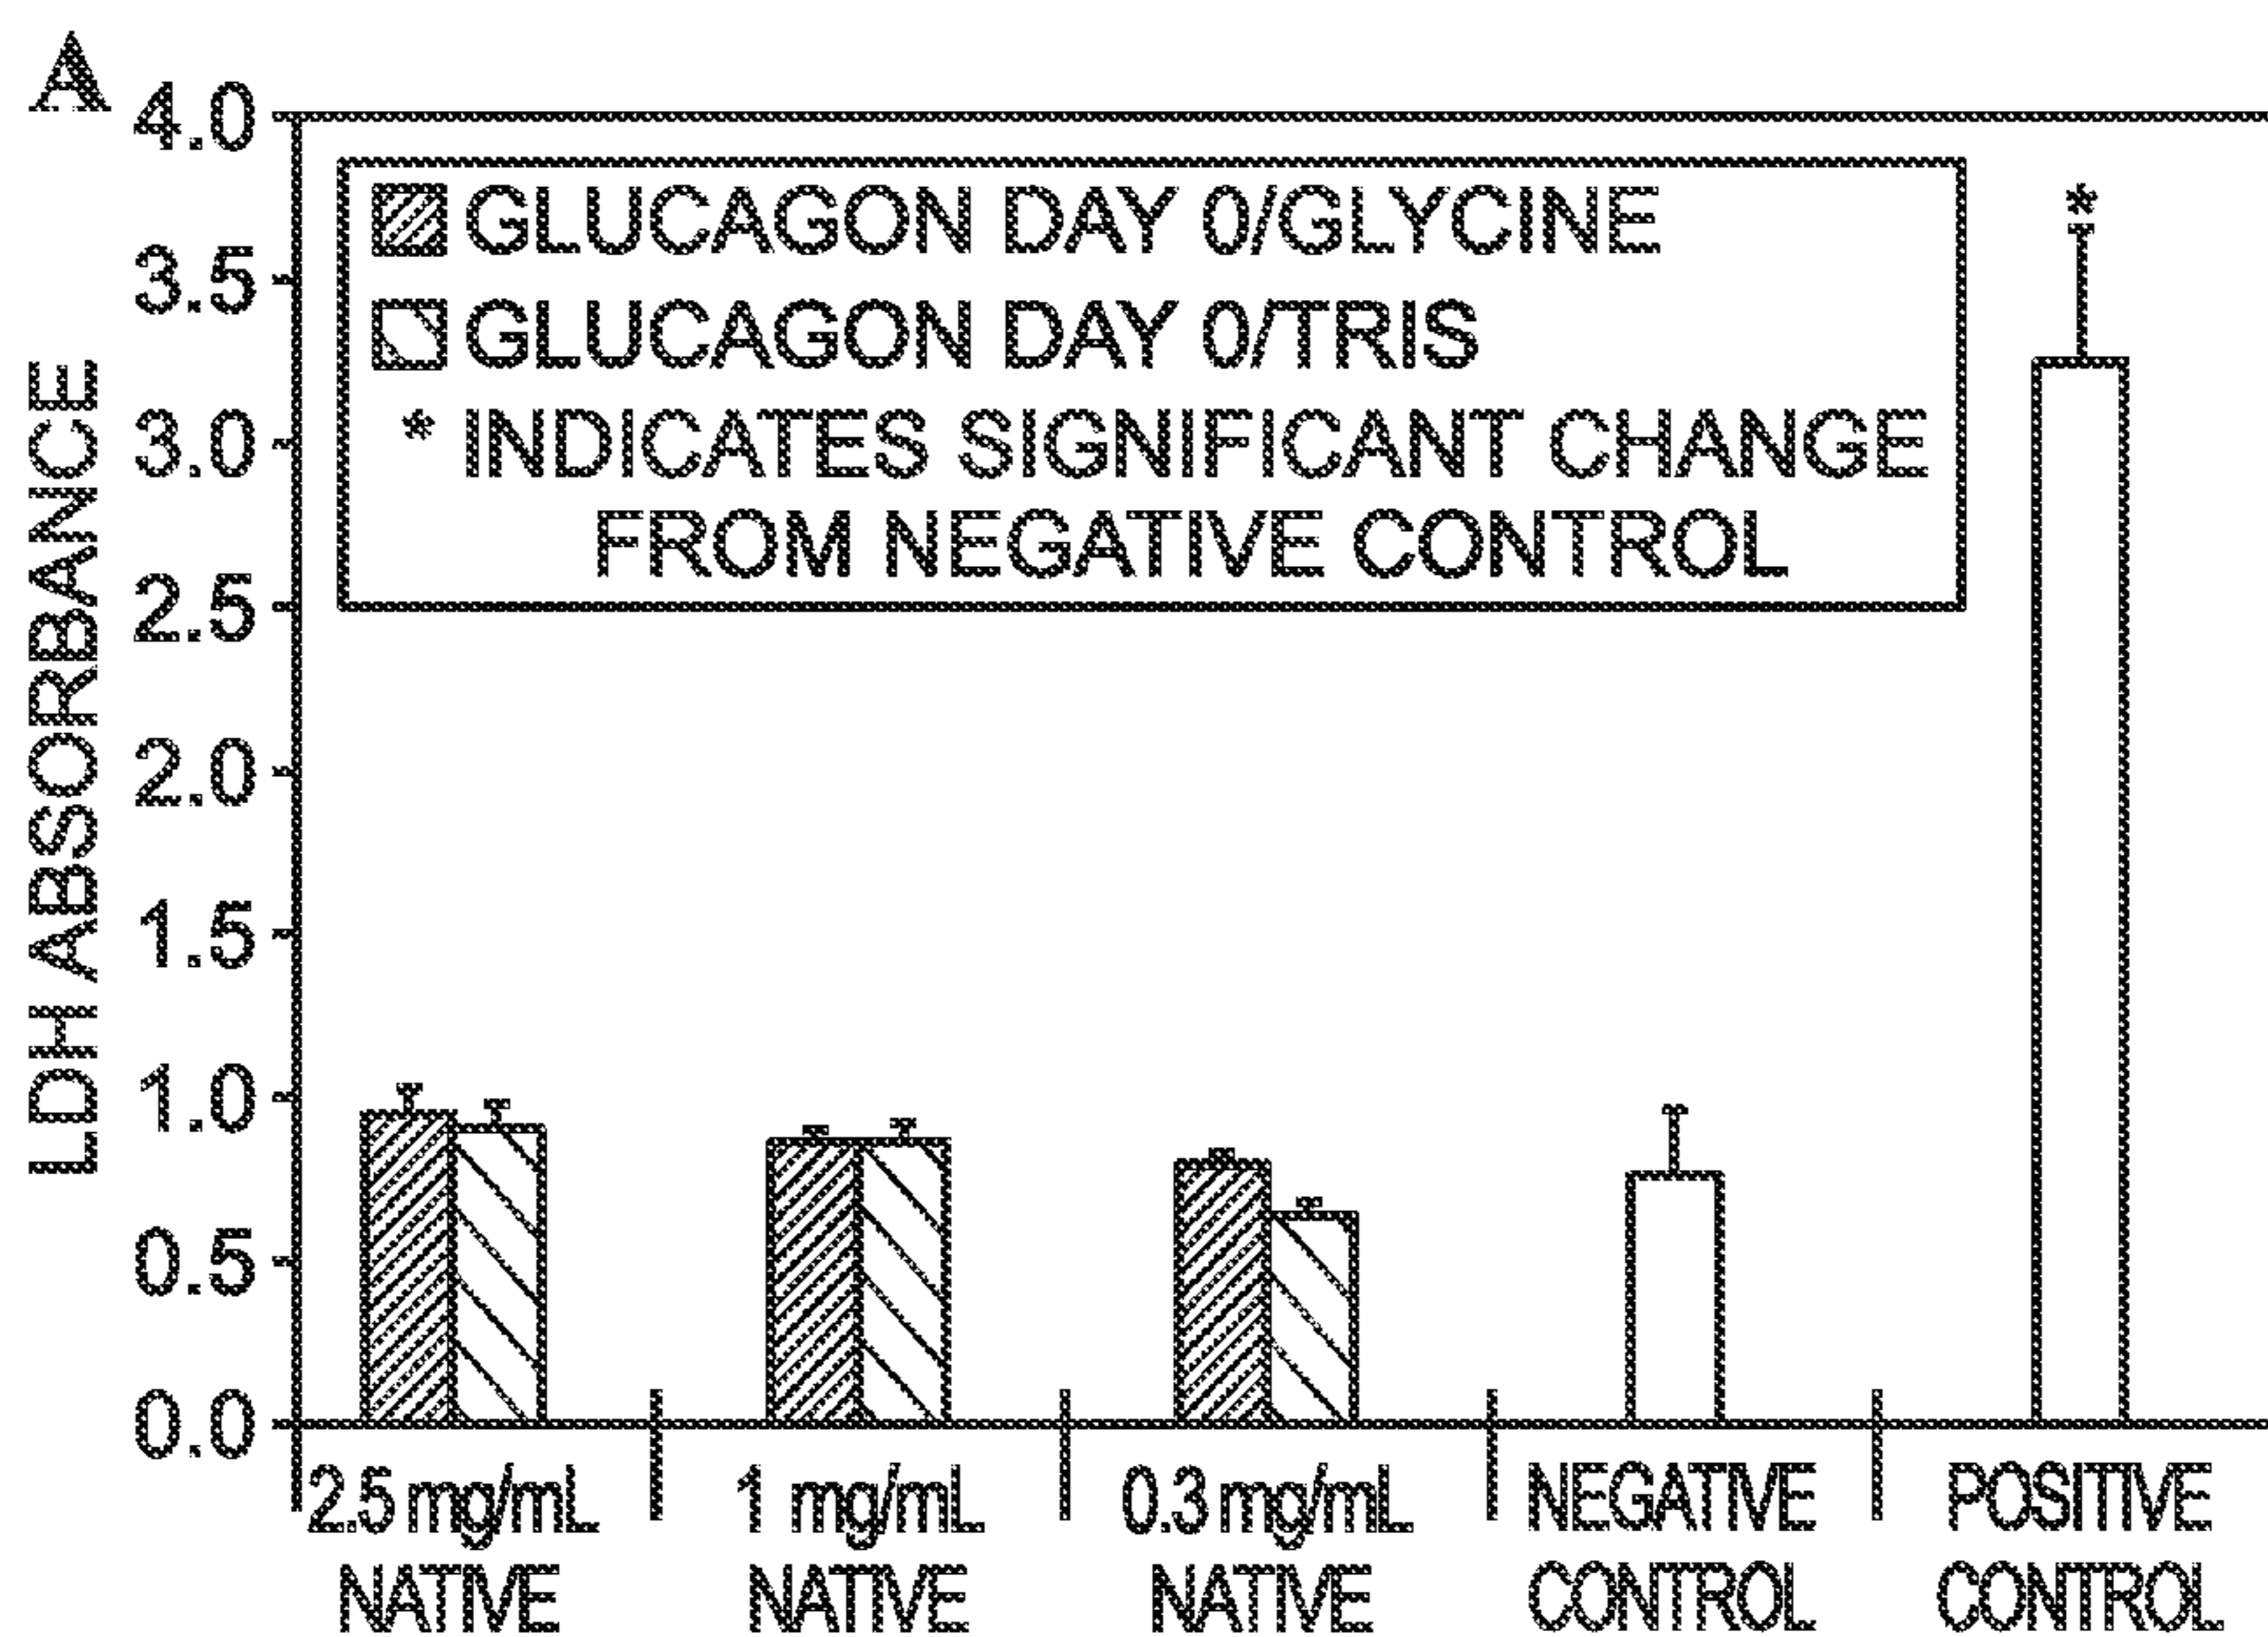 A
4.0
3.5
3.0
2.5
2.0
1.5
1.0
0.5
0.0
LDH ABSORBANCE
GLUCAGON DAY 0/GLYCINE
GLUCAGON DAY 0/TRIS
* INDICATES SIGNIFICANT CHANGE
FROM NEGATIVE CONTROL
*
2.5 mg/mL
NATIVE
1 mg/mL
NATIVE
0.3 mg/mL
NATIVE
NEGATIVE
CONTROL
POSITIVE
CONTROL